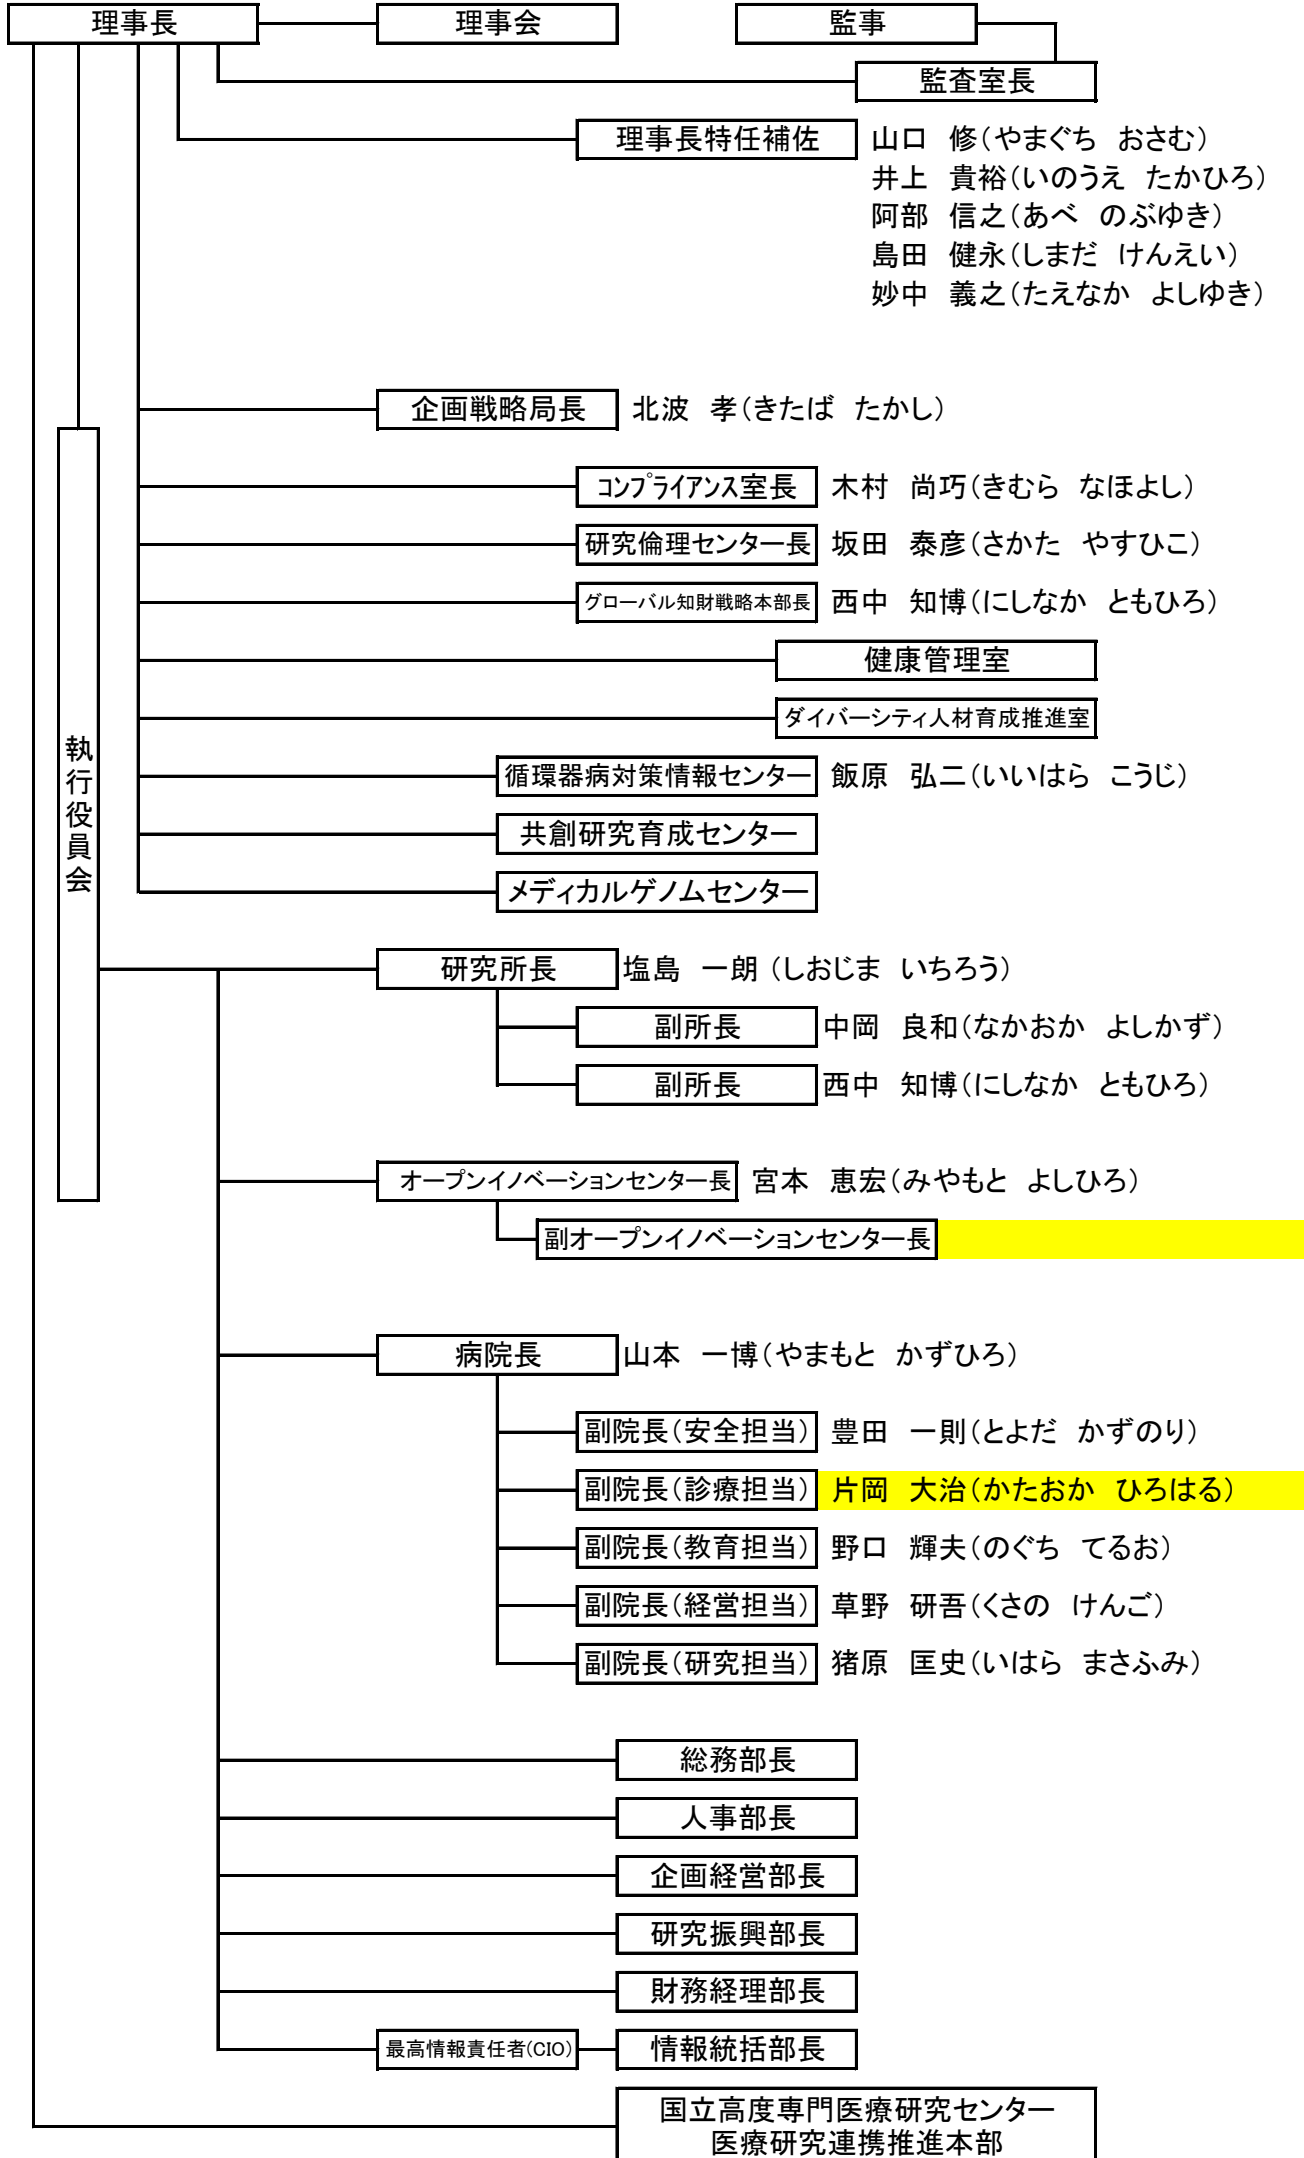 理事長　理事会　監事
監査室長
理事長特任補佐　山口　修(やまぐち　おさむ)
井上　貴裕(いのうえ　たかひろ)
阿部　信之(あべ　のぶゆき)
島田　健永(しまだ　けんえい)
妙中　義之(たえなか　よしゆき)
企画戦略局長　北波　孝(きたば　たかし)
コンプライアンス室長　木村　尚巧(きむら　なほよし)
研究倫理センター長　坂田　泰彦(さかた　やすひこ)
グローバル知財戦略本部長　西中　知博(にしなか　ともひろ)
健康管理室
ダイバーシティ人材育成推進室
執行役員会
循環器病対策情報センター　飯原　弘二(いいはら　こうじ)
共創研究育成センター
メディカルゲノムセンター
研究所長　塩島　一朗 (しおじま　いちろう)
副所長　中岡　良和(なかおか　よしかず)
副所長　西中　知博(にしなか　ともひろ)
オープンイノベーションセンター長　宮本　恵宏(みやもと　よしひろ)
副オープンイノベーションセンター長
病院長　山本　一博(やまもと　かずひろ)
副院長(安全担当)　豊田　一則(とよだ　かずのり)
副院長(診療担当)　片岡　大治(かたおか　ひろはる)
副院長(教育担当)　野口　輝夫(のぐち　てるお)
副院長(経営担当)　草野　研吾(くさの　けんご)
副院長(研究担当)　猪原　匡史(いはら　まさふみ)
総務部長
人事部長
企画経営部長
研究振興部長
財務経理部長
最高情報責任者(CIO)　情報統括部長
国立高度専門医療研究センター
医療研究連携推進本部